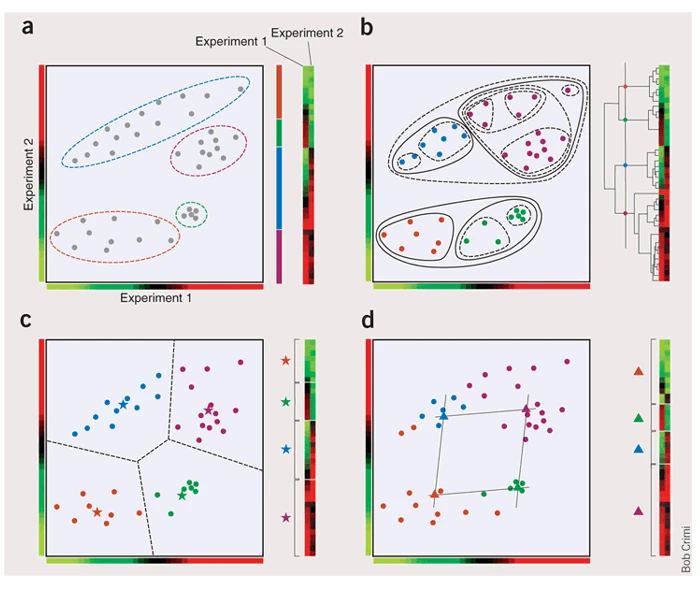 a
Experiment 1
Experiment 2
b
Experiment 2
Experiment 1
c
d
Bob Crimi